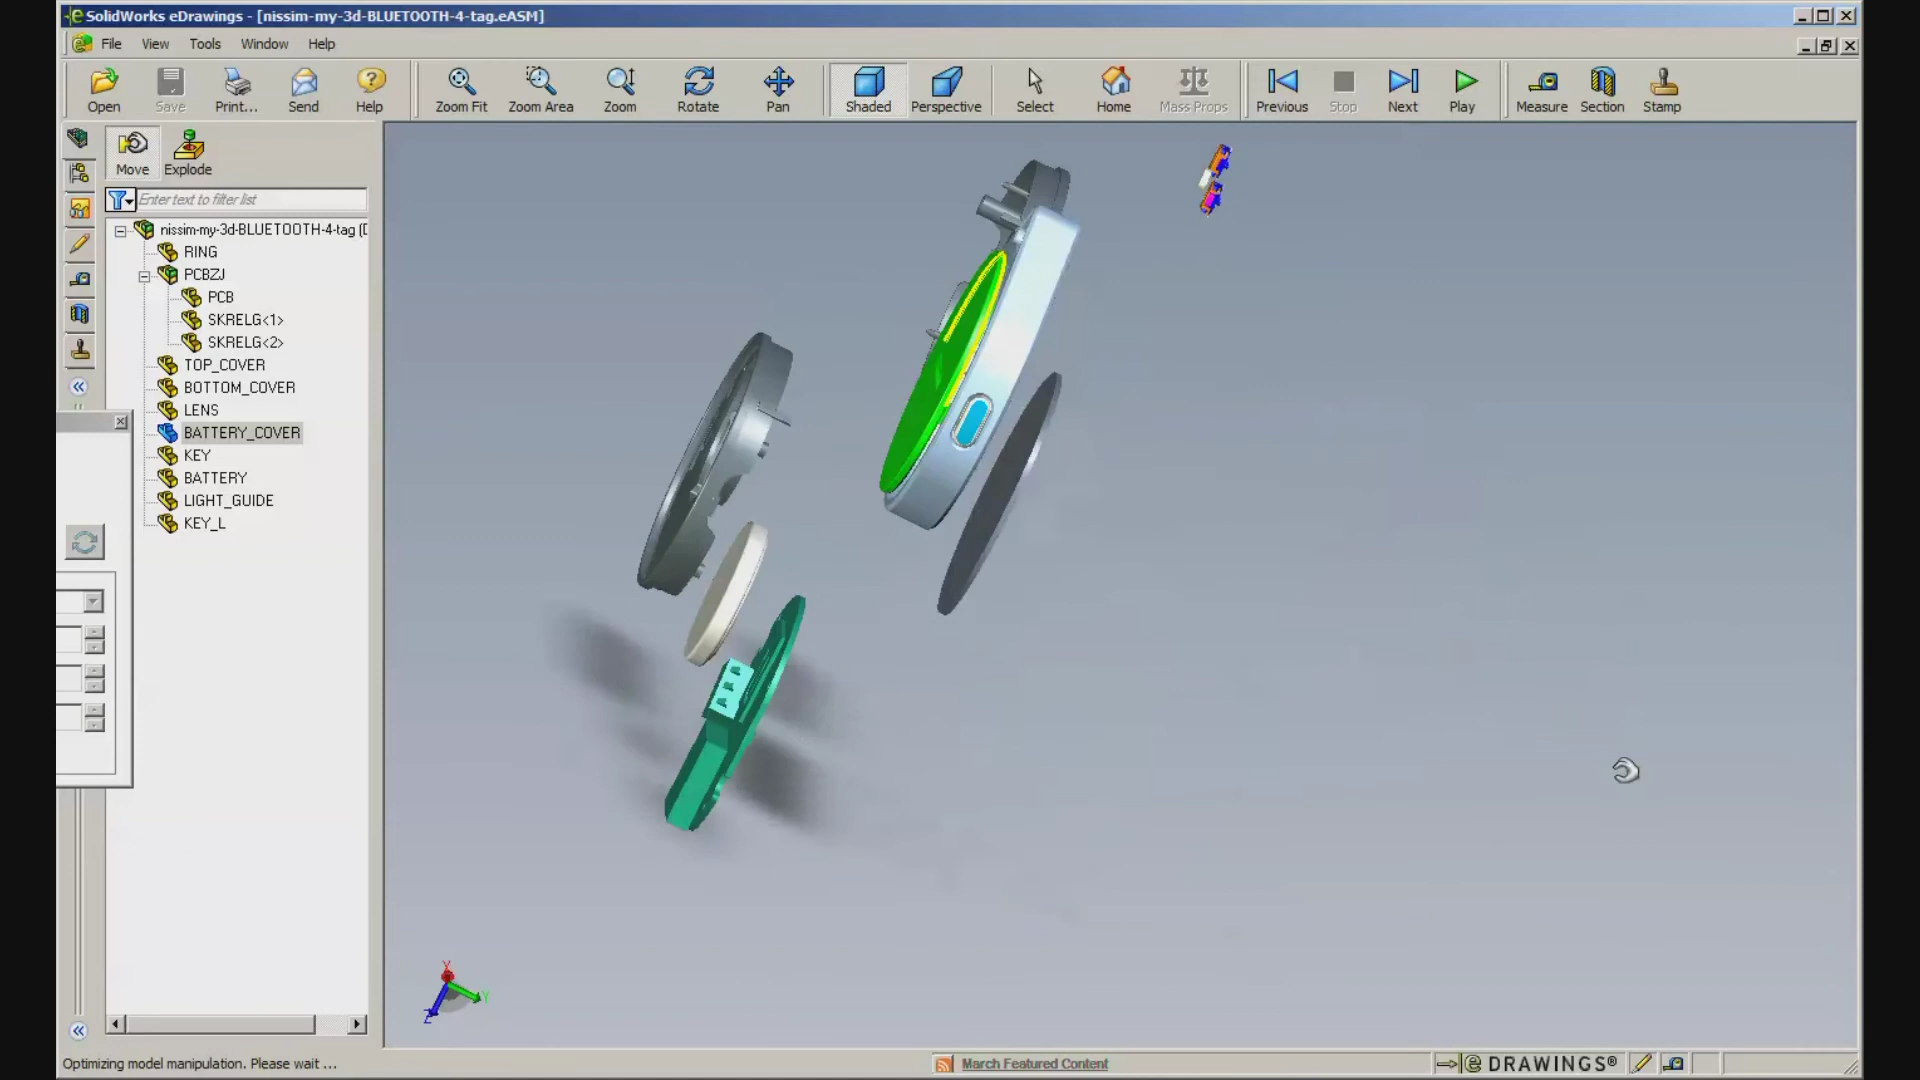 SolidWorks eDrawings - [nissim-my-3d-BLUETOOTH-4-tag.eASM]
File View Tools Window Help
Open Save Print... Send Help Zoom Fit Zoom Area Zoom Rotate Pan Shaded Perspective Select Home Mass Props Previous Stop Next Play Measure Section Stamp
Move Explode
Enter text to filter list
nissim-my-3d-BLUETOOTH-4-tag (D
RING
PCBZJ
PCB
SKRELG<1>
SKRELG<2>
TOP_COVER
BOTTOM_COVER
LENS
BATTERY_COVER
KEY
BATTERY
LIGHT_GUIDE
KEY_L
Y
Y
Z
Optimizing model manipulation. Please wait ...
March Featured Content
e DRAWINGS®